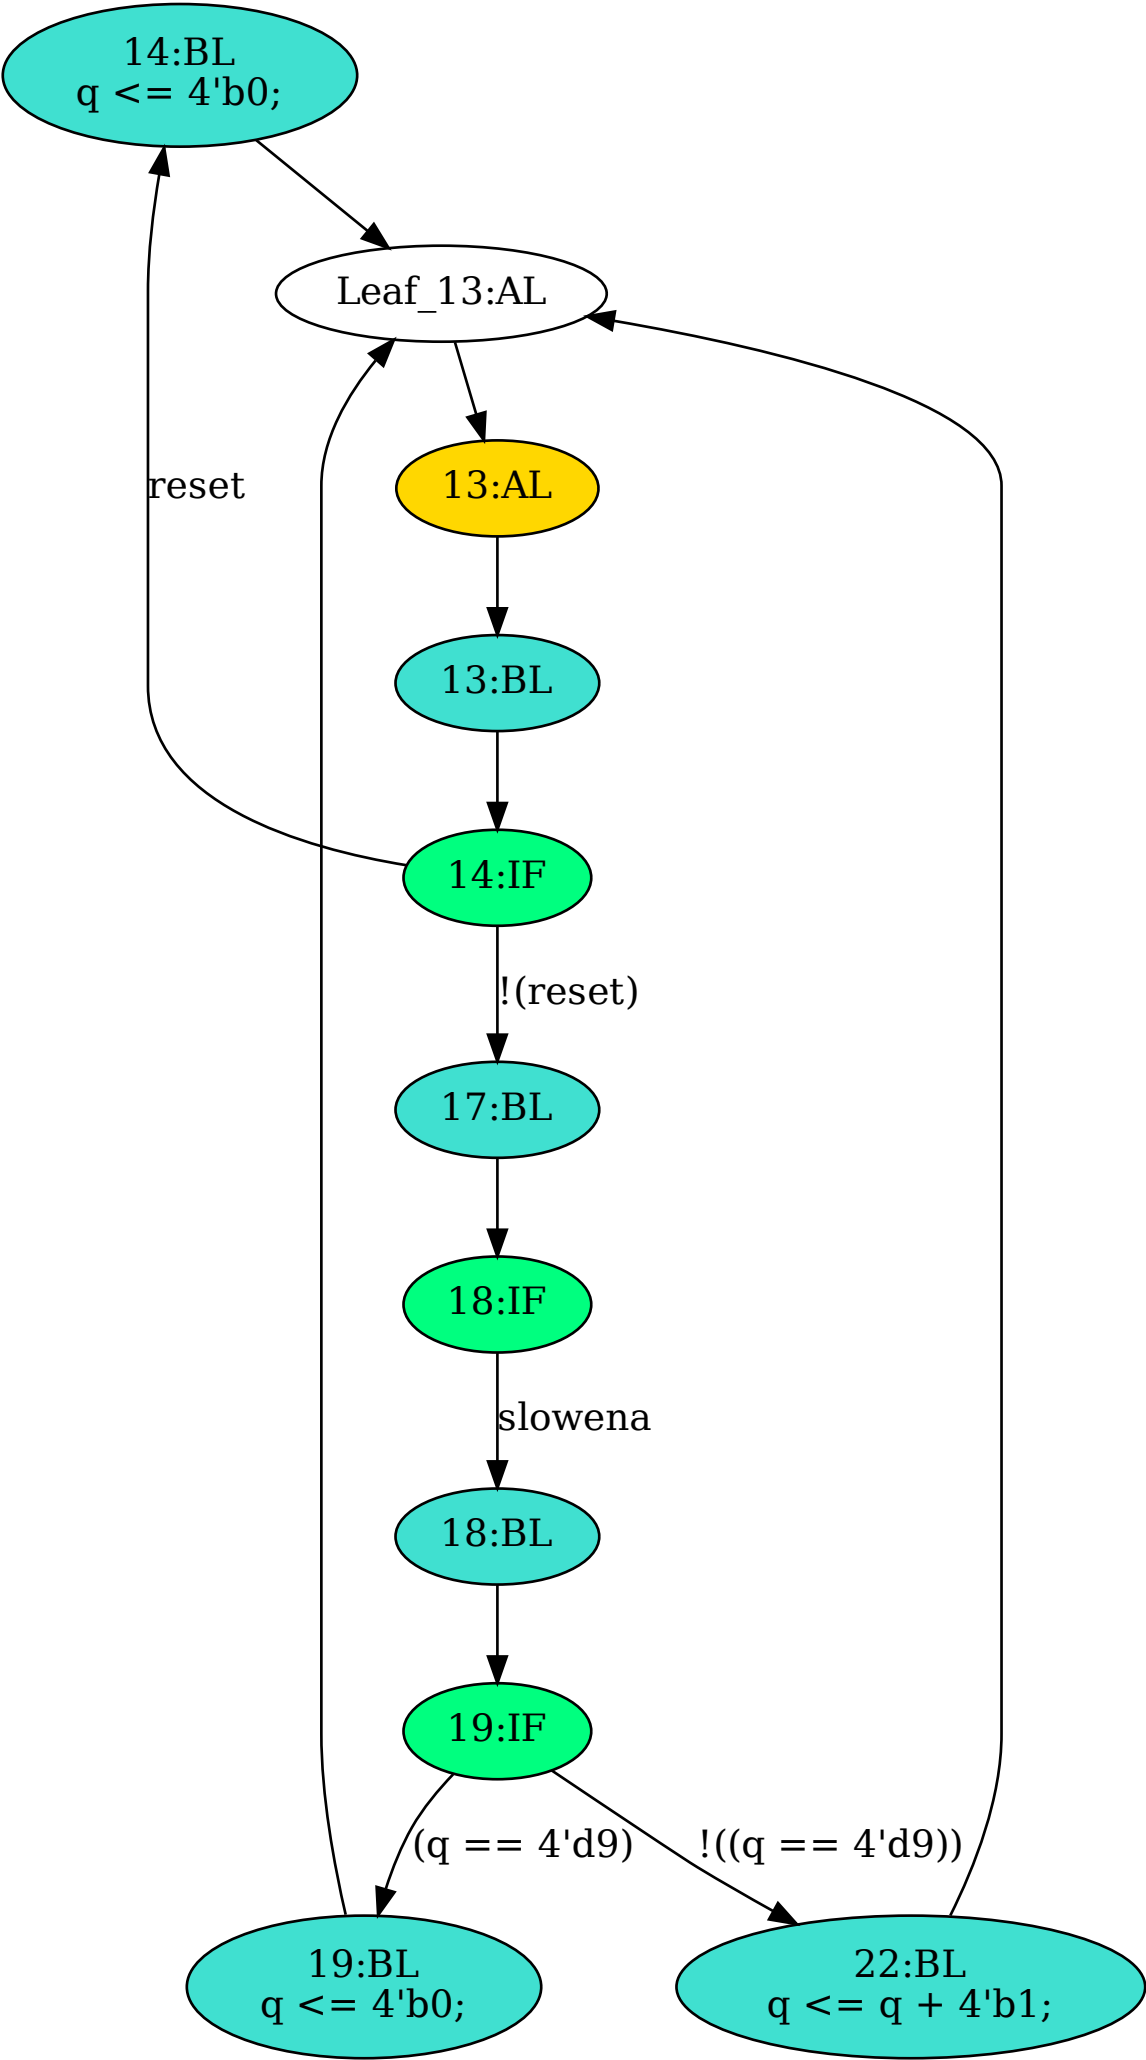 14:BL
q <= 4'b0;
Leaf_13:AL
13:AL
reset
13:BL
14:IF
!(reset)
17:BL
18:IF
slowena
18:BL
19:IF
(q == 4'd9)
!((q == 4'd9))
19:BL
q <= 4'b0;
22:BL
q <= q + 4'b1;